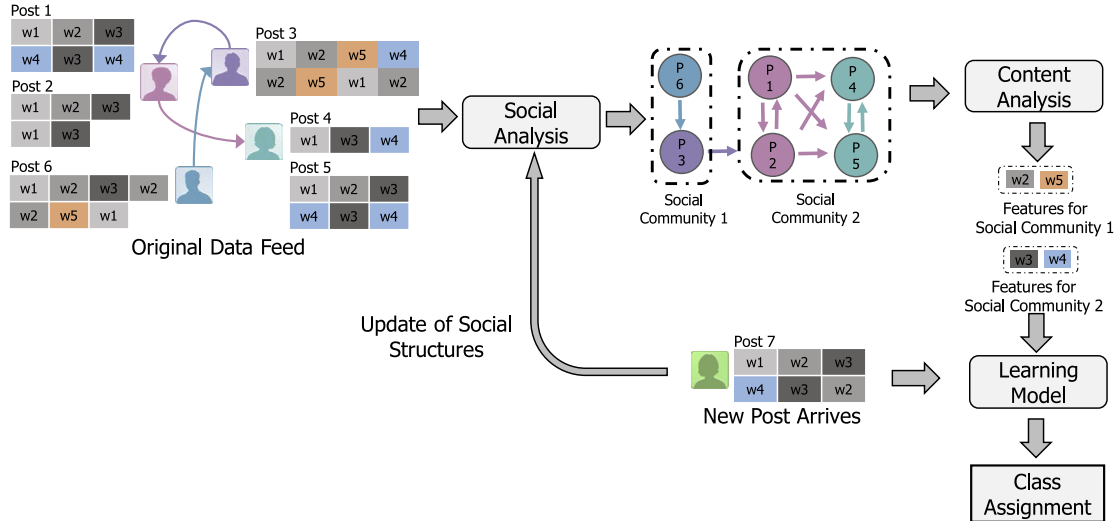 Post 1
w1 w2 w3
w4 w3 w4
Post 2
w1 w2 w3
w1 w3
Post 6
w1 w2 w3 w2
w2 w5 w1
Post 3
w1 w2 w5 w4
w2 w5 w1 w2
Post 4
w1 w3 w4
Post 5
w1 w2 w3
w4 w3 w4
Original Data Feed
Social
Analysis
P
6
P
3
Social
Community 1
P
1
P
4
P
2
P
5
Social
Community 2
Content
Analysis
w2 w5
Features for
Social Community 1
w3 w4
Features for
Social Community 2
Update of Social
Structures
Post 7
w1 w2 w3
w4 w3 w2
New Post Arrives
Learning
Model
Class
Assignment